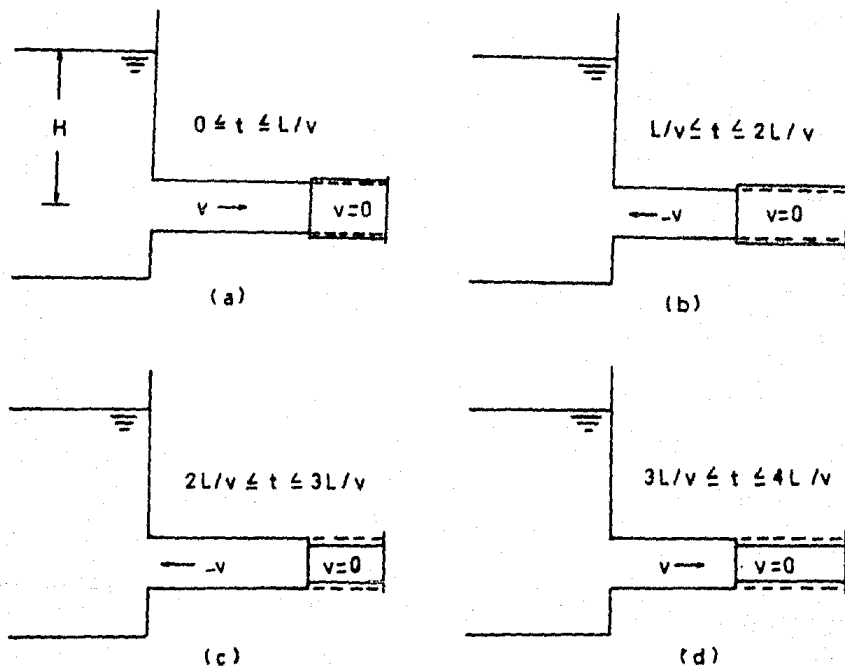 H
0 ≤ t ≤ L/v
v → v=0
(a)
L/v ≤ t ≤ 2L/v
← -v v=0
(b)
2L/v ≤ t ≤ 3L/v
← -v v=0
(c)
3L/v ≤ t ≤ 4L/v
v → v=0
(d)